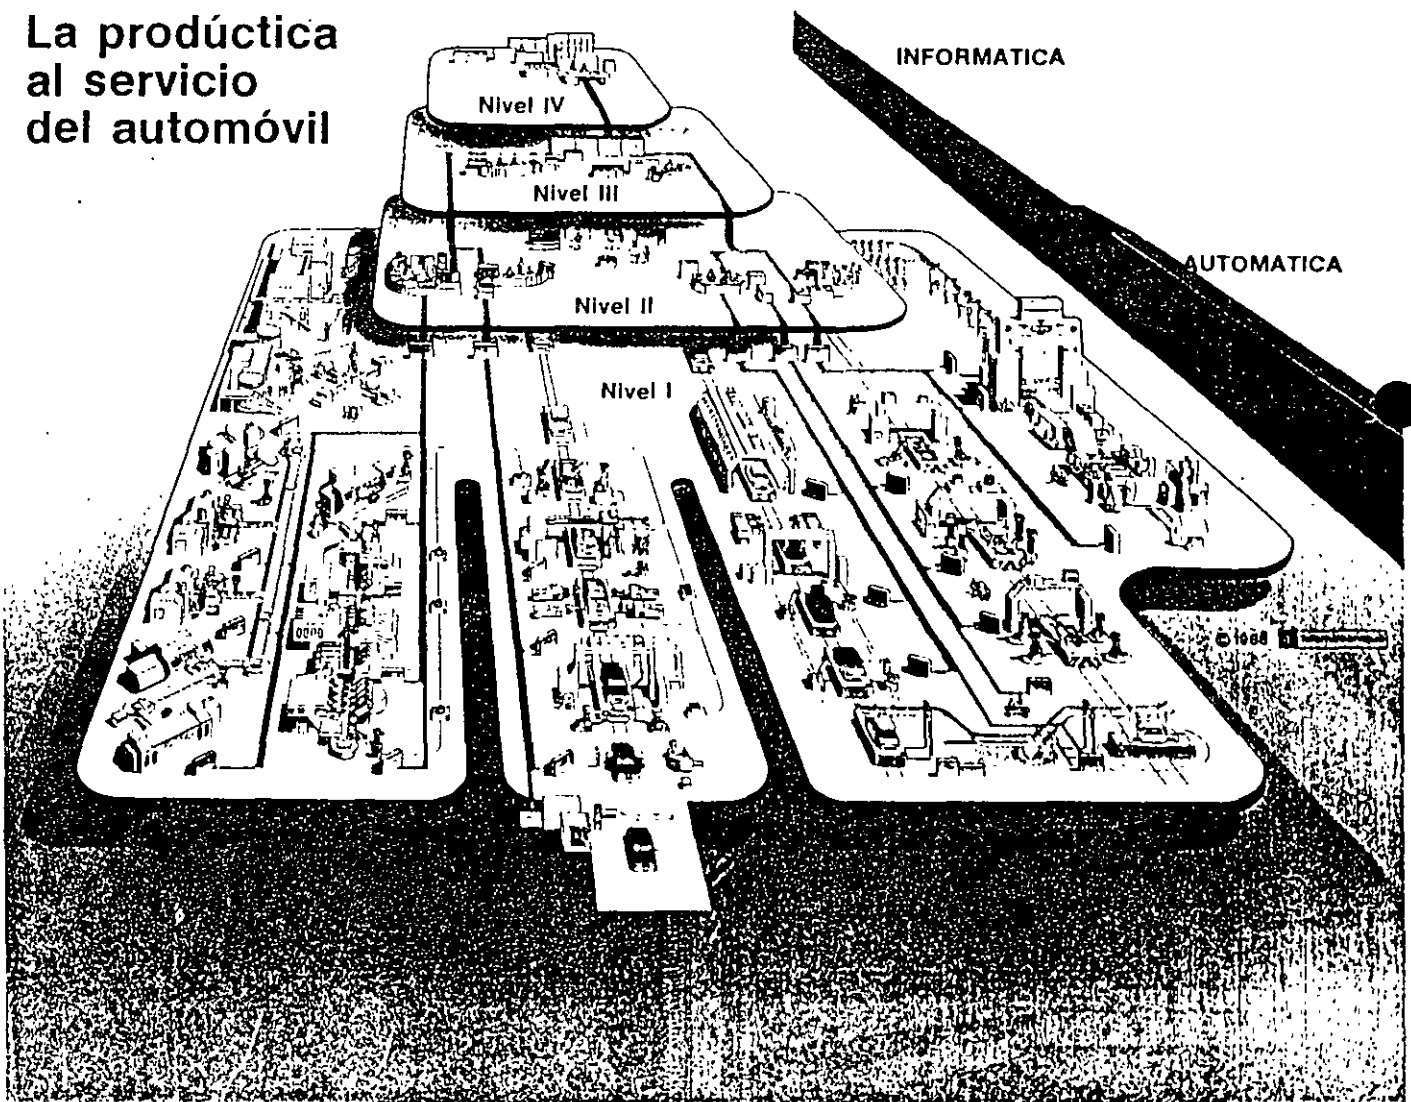 La prodúctica
al servicio
del automóvil
INFORMATICA
Nivel IV
Nivel III
AUTOMATICA
Nivel II
Nivel I